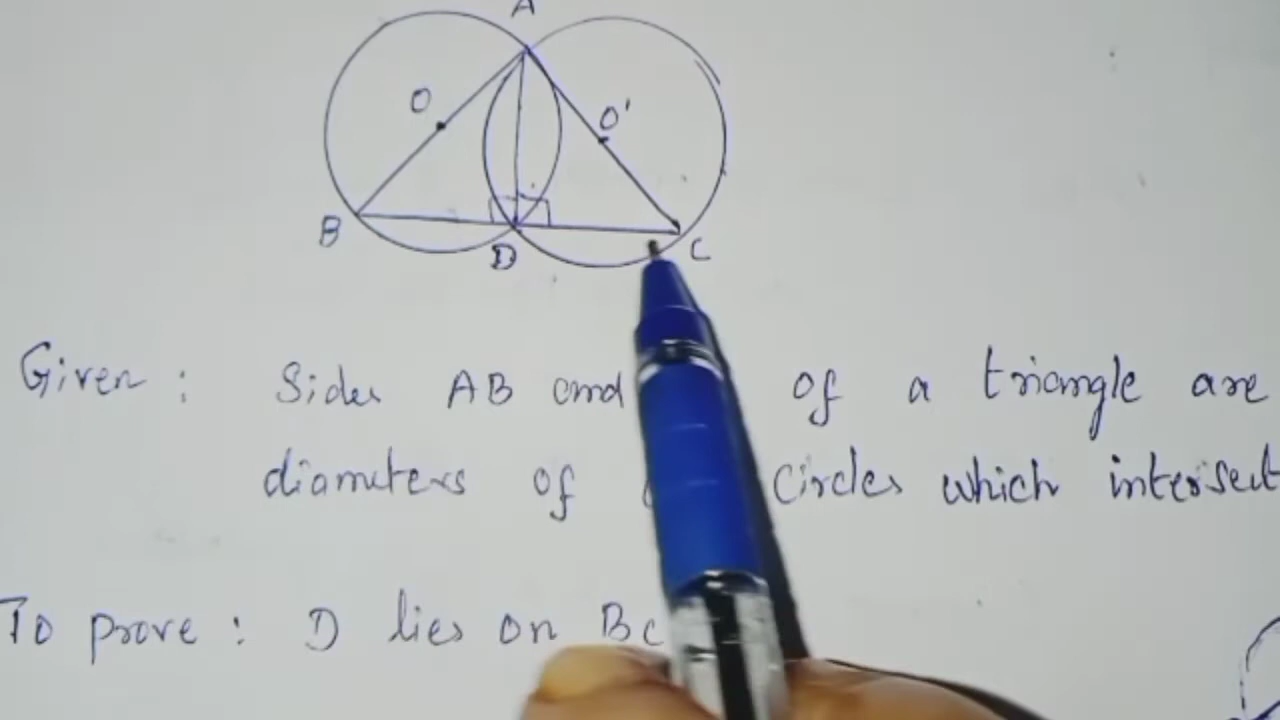 A
O
O'
B
D
C
Given : Sides AB and of a triangle are
diameters of circles which intersect
To prove : D lies on BC